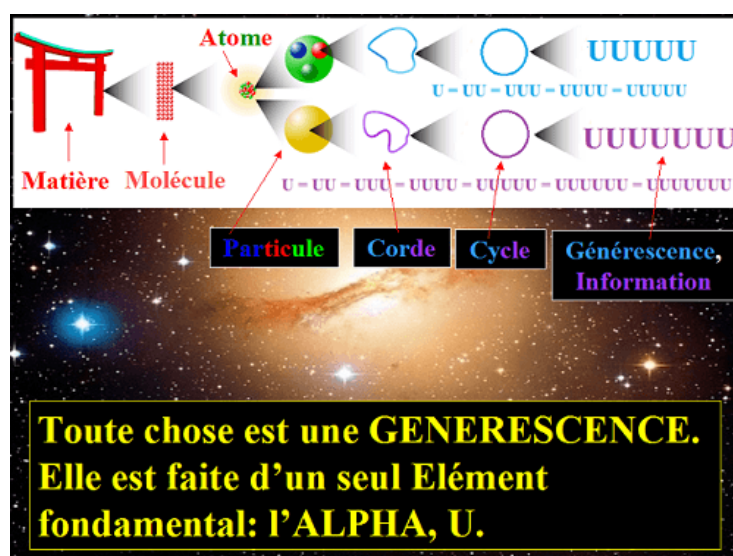 Atome
UUUUU
U = UU = UUU = UUUU = UUUUU
UUUUUUU
Matière Molécule
U = UU = UUU = UUUU = UUUUU = UUUUUU = UUUUUUU
Particule Corde Cycle Générescence,
Information
Toute chose est une GENERESCENCE.
Elle est faite d'un seul Elément
fondamental: l'ALPHA, U.